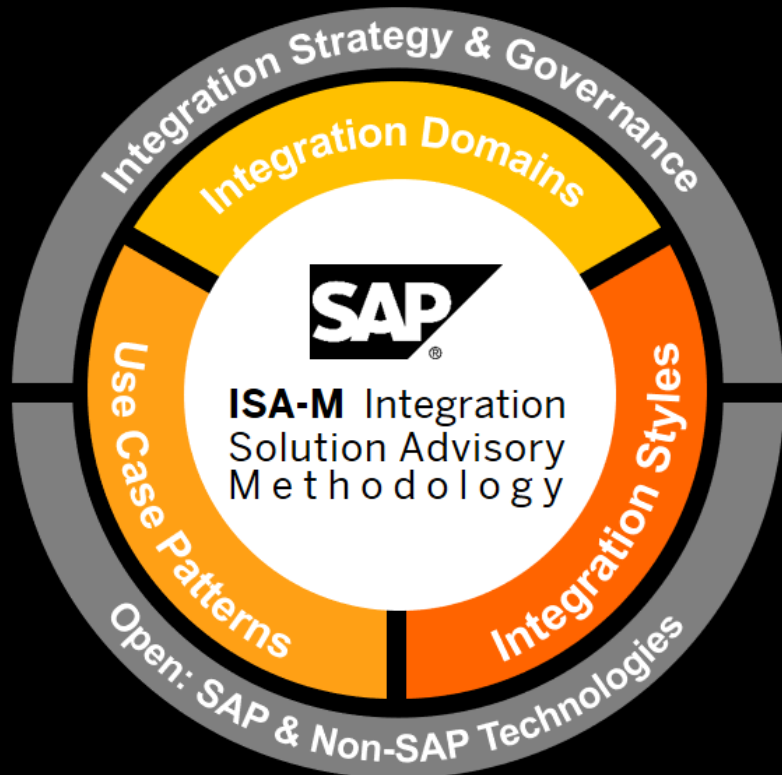 Integration Strategy & Governance
Integration Domains
SAP
®
ISA-M Integration
Solution Advisory
Methodology
Use Case Patterns
Integration Styles
Open: SAP & Non-SAP Technologies